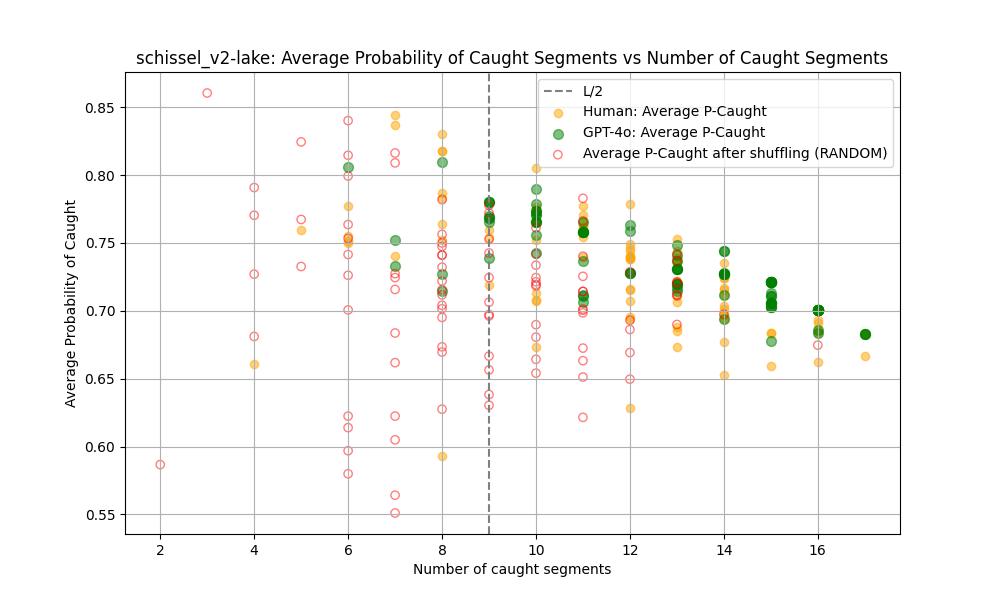 schissel_v2-lake: Average Probability of Caught Segments vs Number of Caught Segments
L/2
Human: Average P-Caught
GPT-4o: Average P-Caught
Average P-Caught after shuffling (RANDOM)
Average Probability of Caught
0.85
0.80
0.75
0.70
0.65
0.60
0.55
2 4 6 8 10 12 14 16
Number of caught segments